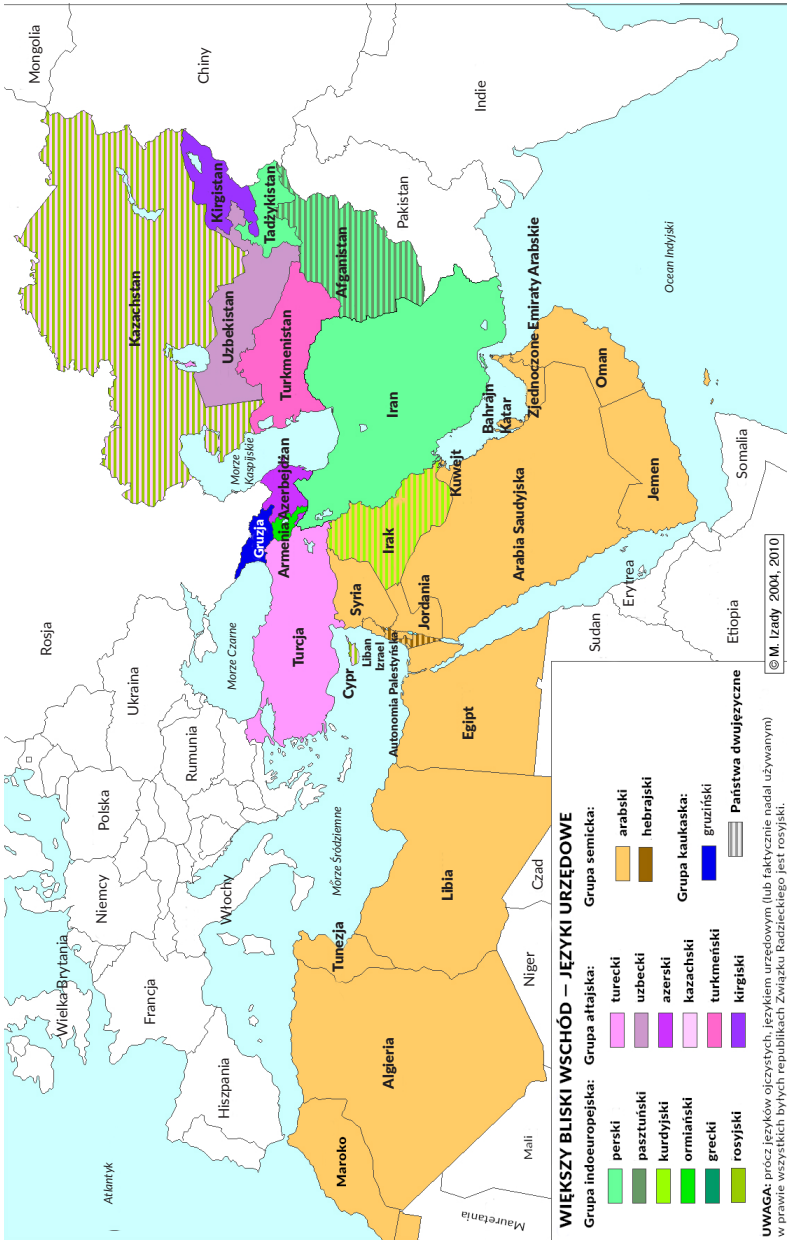 Mongolia
Chiny
Indie
Pakistan
Rosja
Ukraina
Polska
Rumunia
Niemcy
Wielka Brytania
Francja
Włochy
Hiszpania
Atlantyk
Morze Śródziemne
Morze Czarne
Morze
Kaspijskie
Ocean Indyjski
Kazachstan
Kirgistan
Tadżykistan
Uzbekistan
Turkmenistan
Afganistan
Iran
Gruzja
Armenia
Azerbejdżan
Turcja
Cypr
Syria
Liban
Izrael
Autonomia Palestyńska
Irak
Jordania
Kuwejt
Bahrájn
Katar
Zjednoczone Emiraty Arabskie
Oman
Arabia Saudyjska
Jemen
Egipt
Libia
Tunezja
Algieria
Maroko
Mauretania
Mali
Niger
Czad
Sudan
Erytrea
Etiopia
Somalia
WIĘKSZY BLISKI WSCHÓD – JĘZYKI URZĘDOWE
Grupa indoeuropejska:
perski
pasztuński
kurdyjski
ormiański
grecki
rosyjski
Grupa ałtajska:
turecki
uzbecki
azerski
kazachski
turkmeński
kirgiski
Grupa semicka:
arabski
hebrajski
Grupa kaukaska:
gruziński
Państwa dwujęzyczne
UWAGA: prócz języków ojczystych, językiem urzędowym (lub faktycznie nadal używanym)
w prawie wszystkich byłych republikach Związku Radzieckiego jest rosyjski.
© M. Izady 2004, 2010